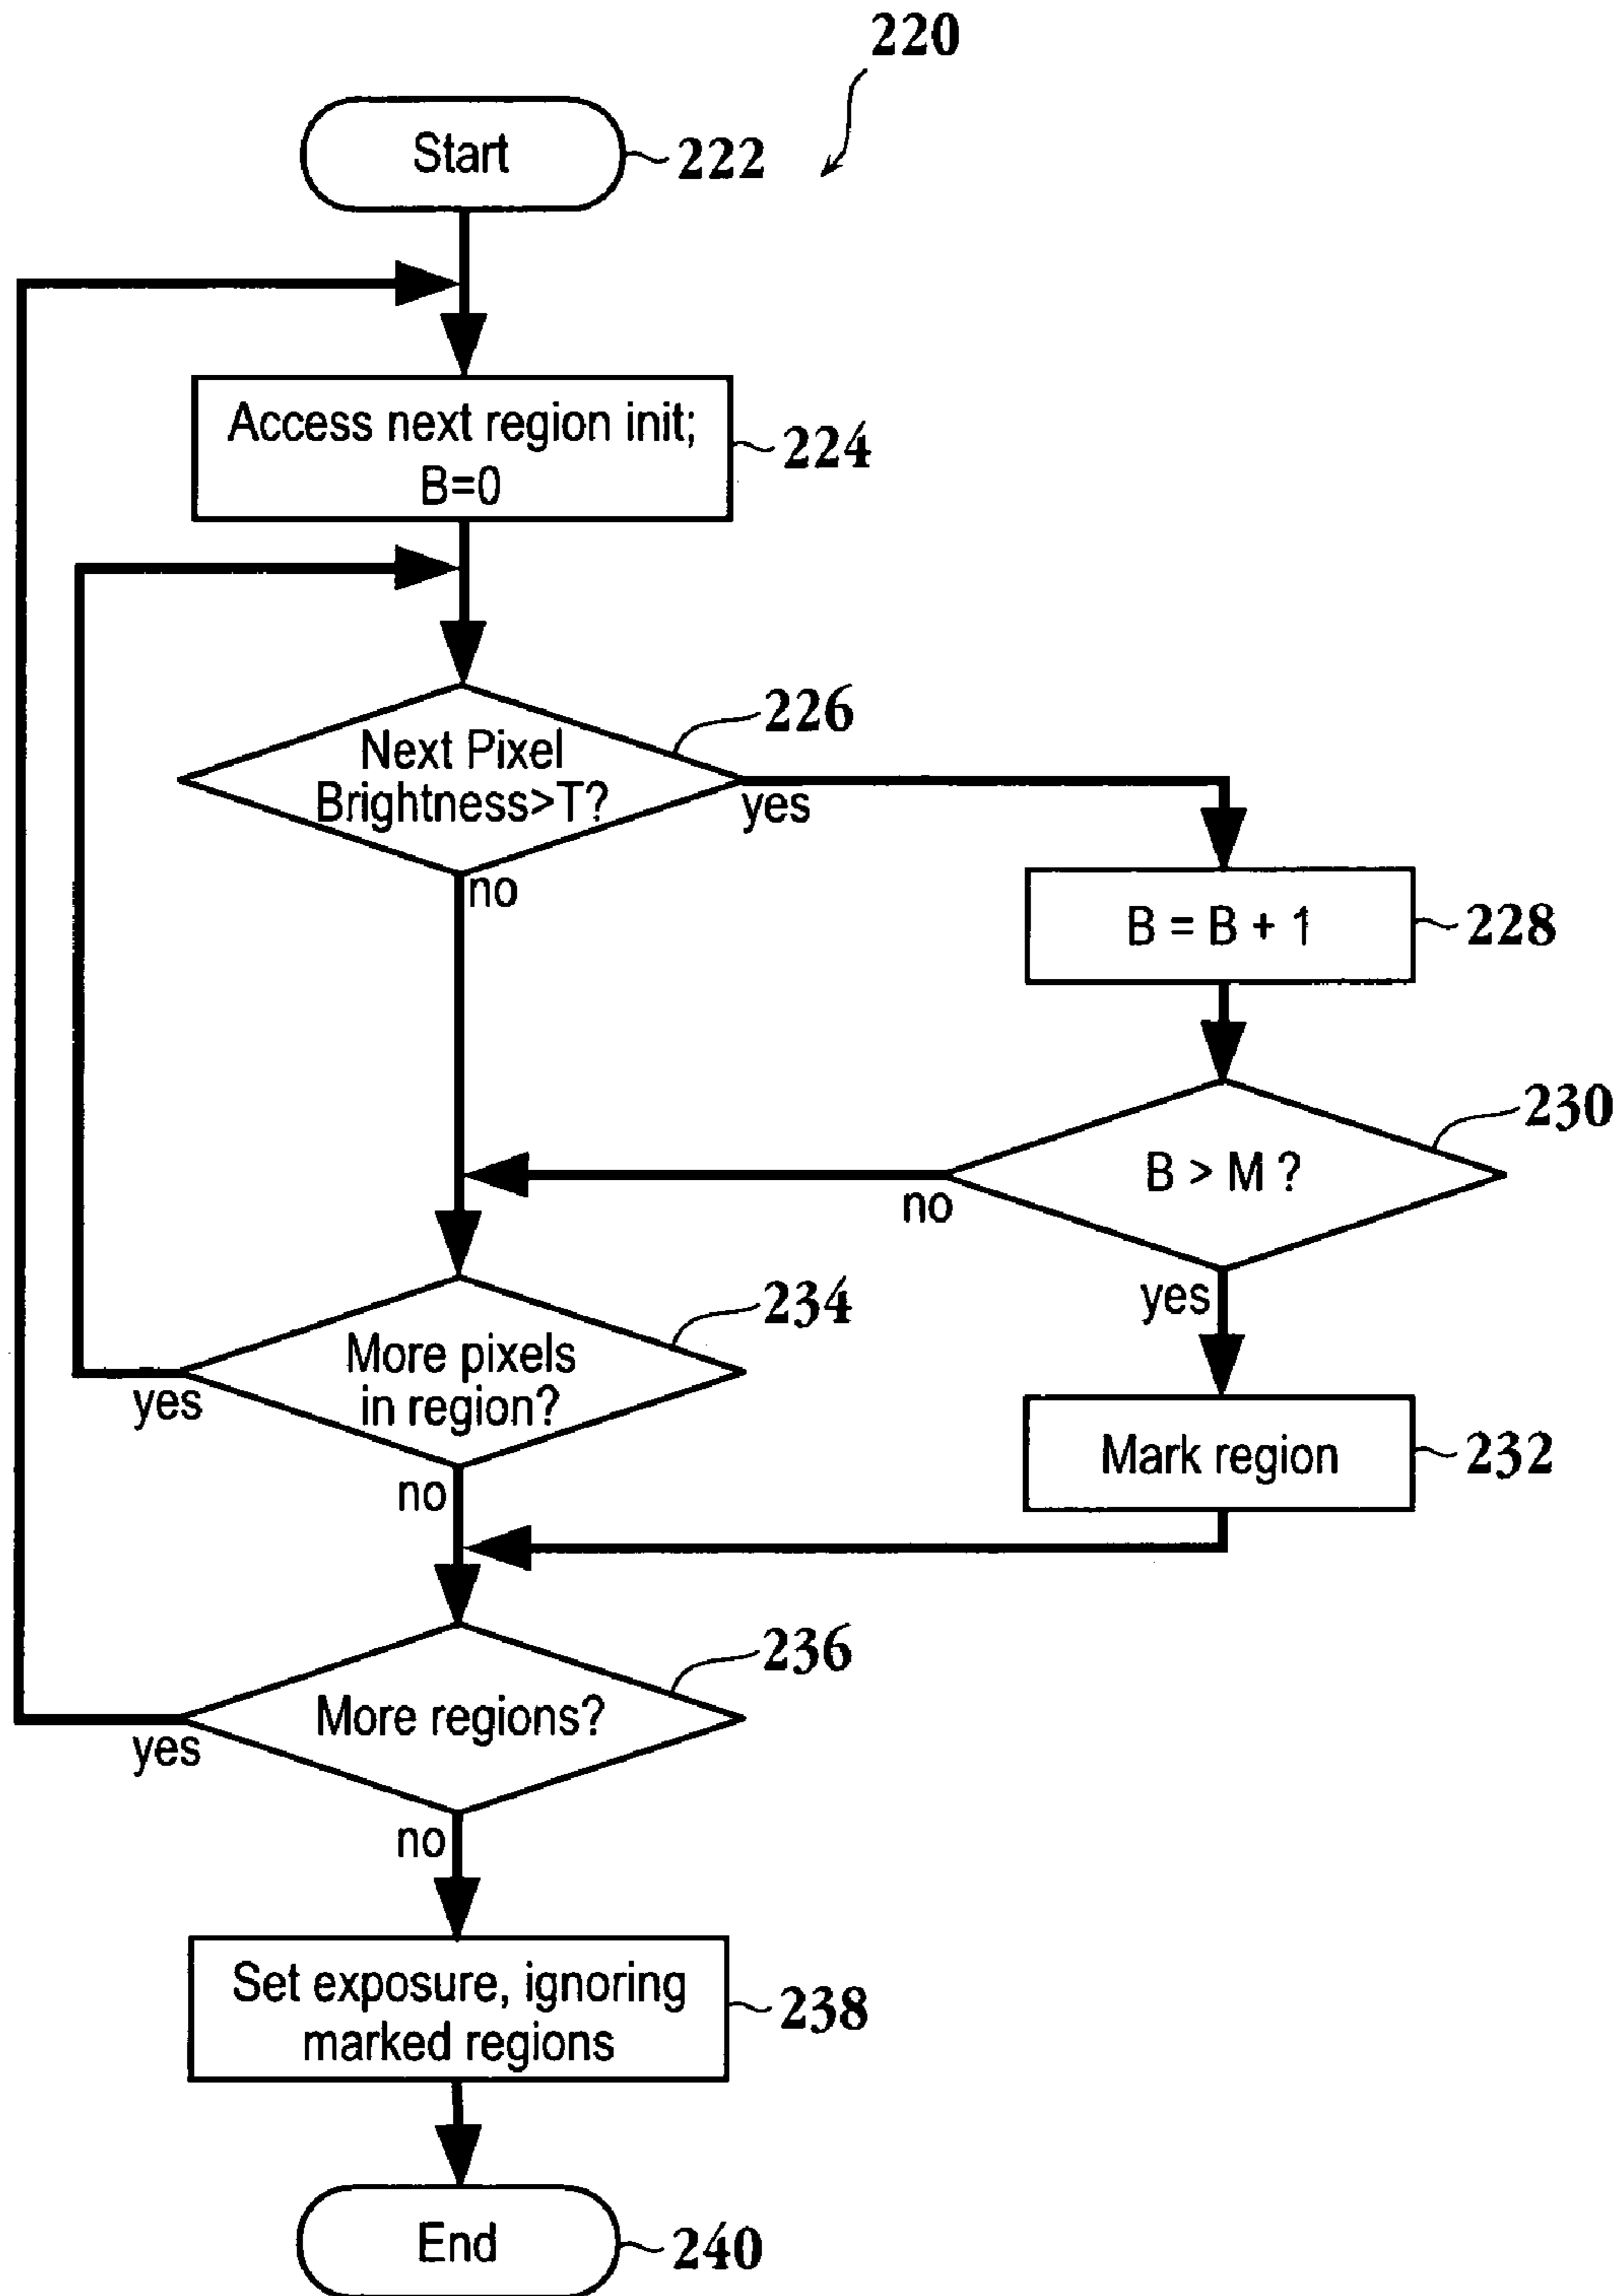 220
Start
222
Access next region init;
B=0
224
Next Pixel
Brightness>T?
226
yes
no
B = B + 1
228
B > M ?
230
no
yes
More pixels
in region?
234
yes
no
Mark region
232
More regions?
236
yes
no
Set exposure, ignoring
marked regions
238
End
240